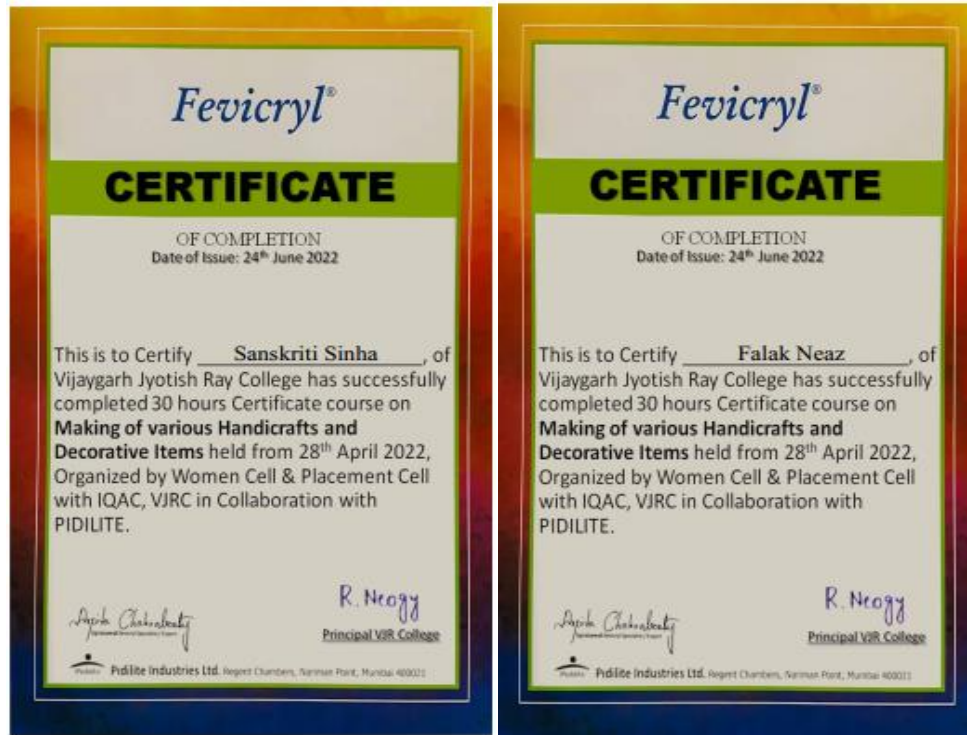 Fevicryl®
CERTIFICATE
OF COMPLETION
Date of Issue: 24th June 2022
This is to Certify Sanskriti Sinha, of
Vijaygarh Jyotish Ray College has successfully
completed 30 hours Certificate course on
Making of various Handicrafts and
Decorative Items held from 28th April 2022,
Organized by Women Cell & Placement Cell
with IQAC, VJRC in Collaboration with
PIDILITE.
R. Neogy
Principal VJR College
Pidilite Industries Ltd. Regent Chambers, Nariman Point, Mumbai 400021
Fevicryl®
CERTIFICATE
OF COMPLETION
Date of Issue: 24th June 2022
This is to Certify Falak Neaz, of
Vijaygarh Jyotish Ray College has successfully
completed 30 hours Certificate course on
Making of various Handicrafts and
Decorative Items held from 28th April 2022,
Organized by Women Cell & Placement Cell
with IQAC, VJRC in Collaboration with
PIDILITE.
R. Neogy
Principal VJR College
Pidilite Industries Ltd. Regent Chambers, Nariman Point, Mumbai 400021